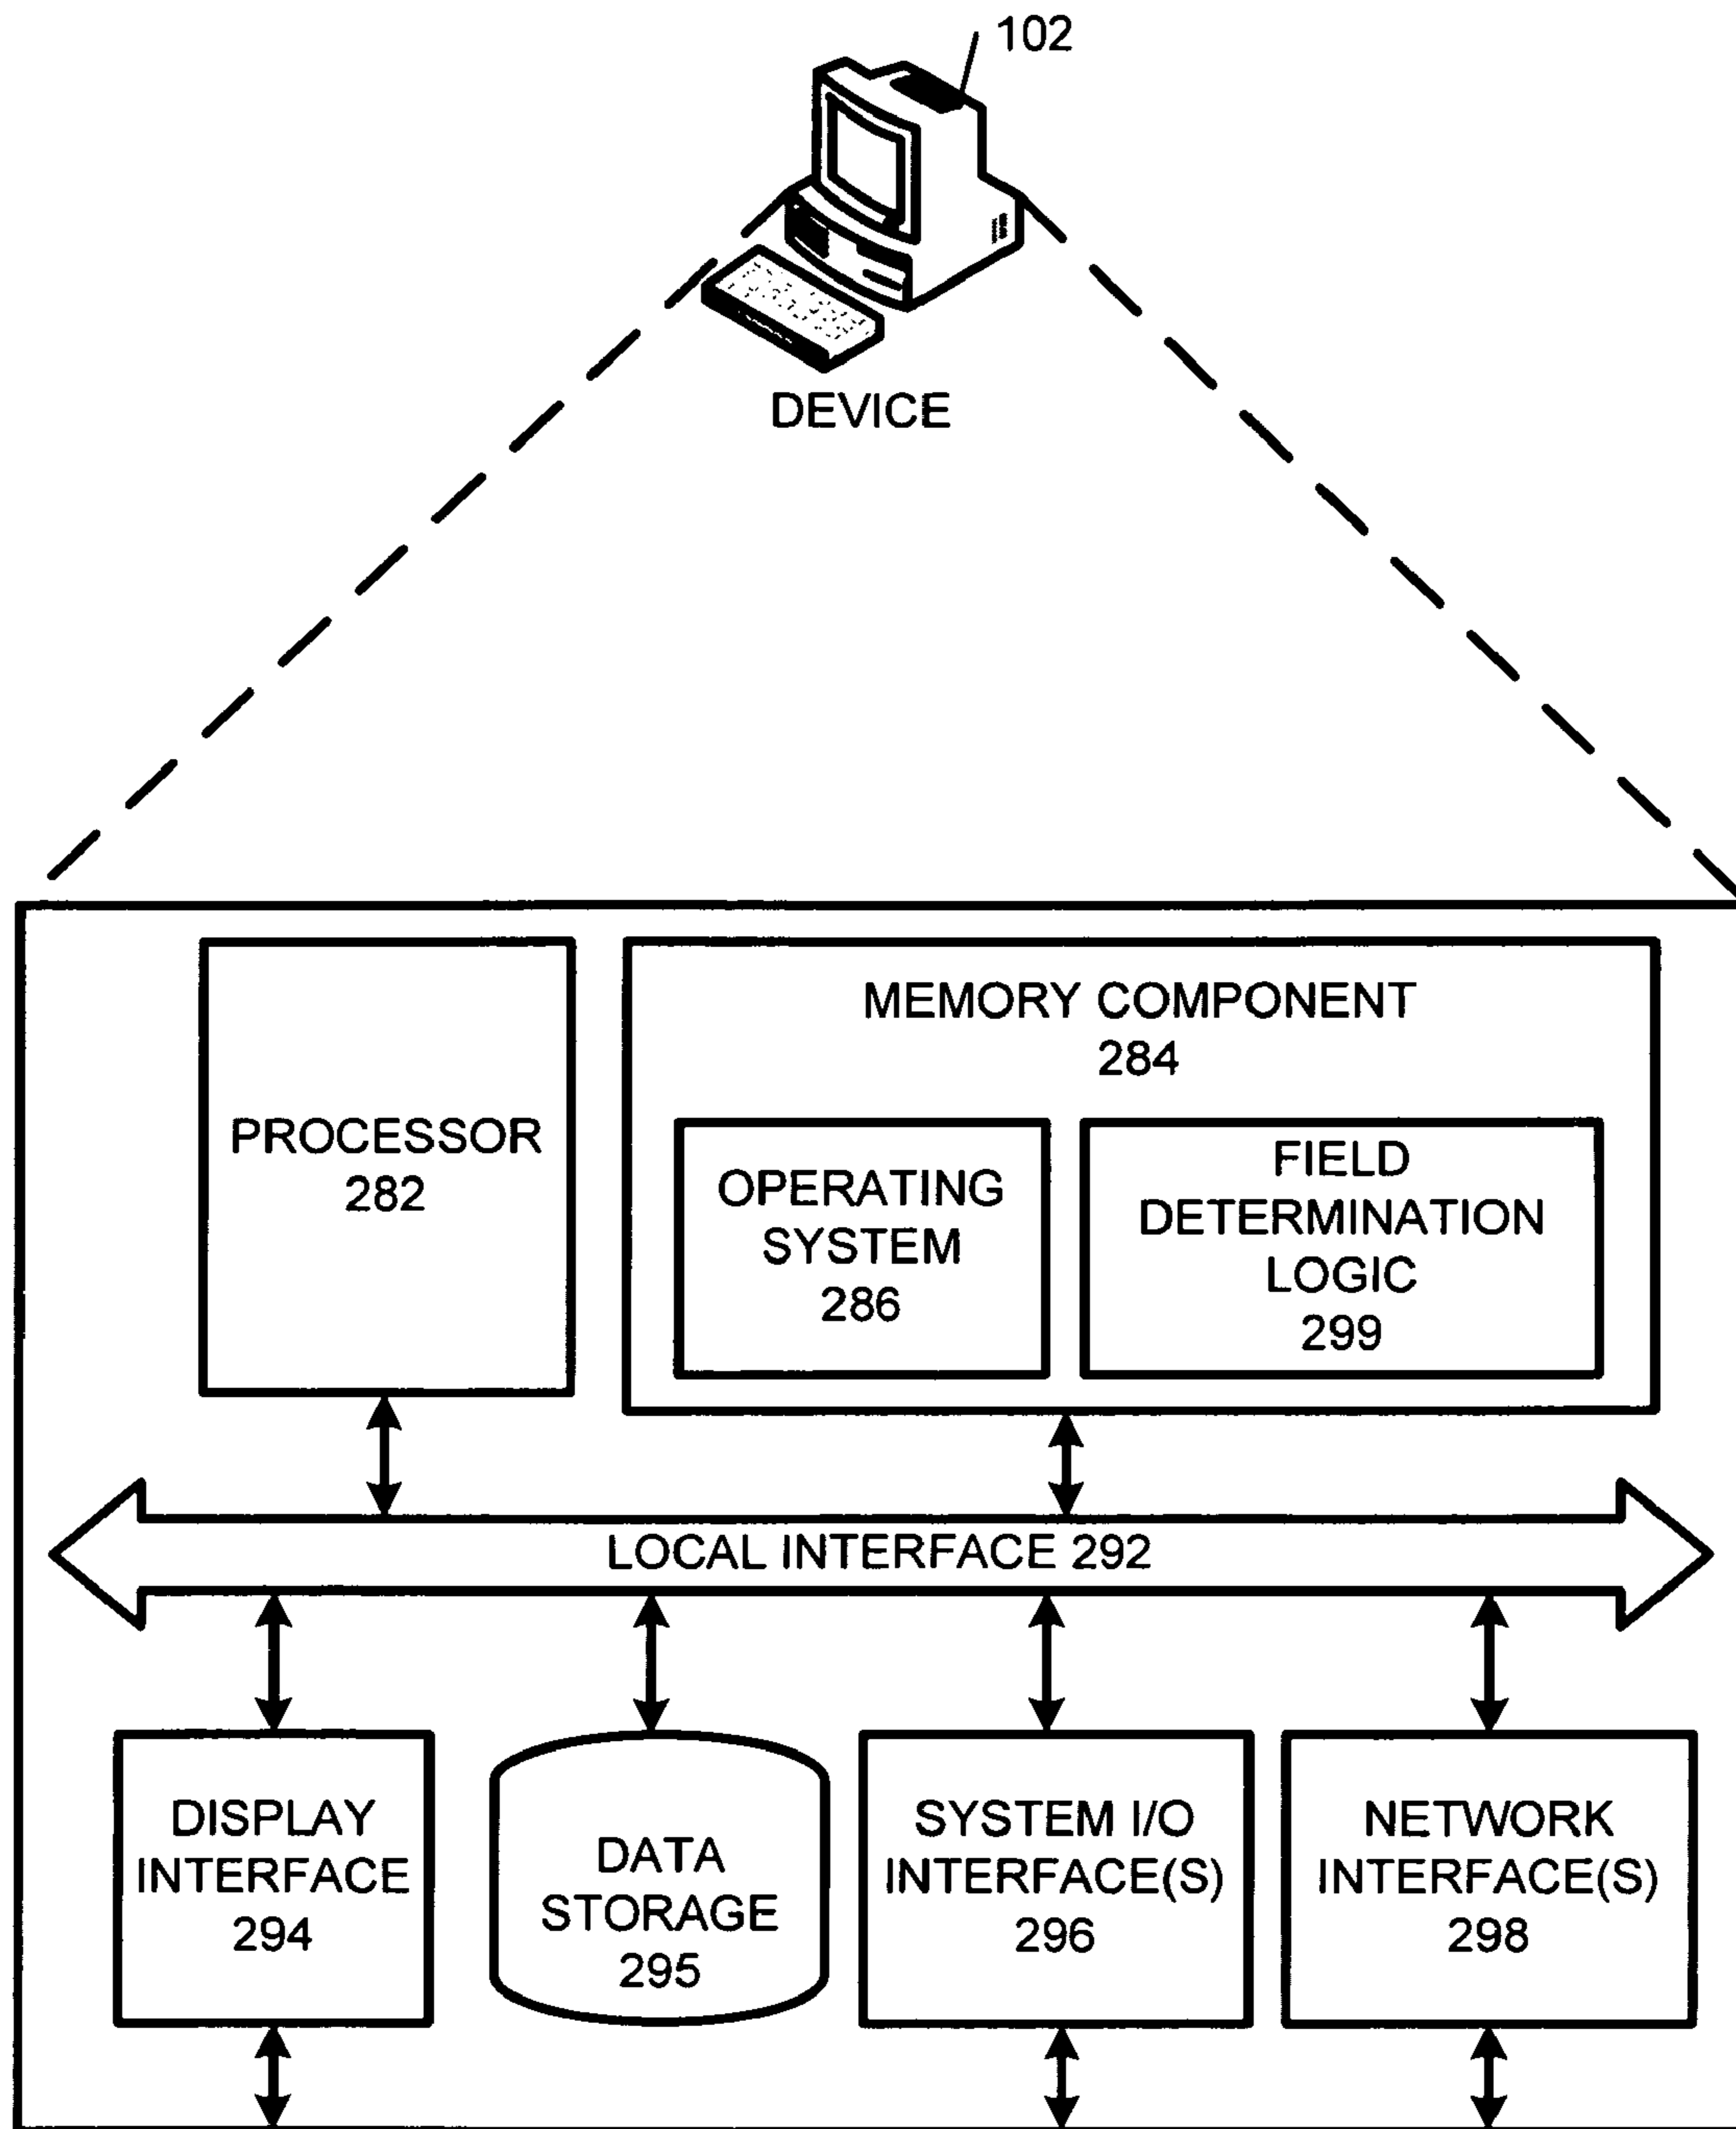 102
DEVICE
MEMORY COMPONENT
284
PROCESSOR
282
OPERATING
SYSTEM
286
FIELD
DETERMINATION
LOGIC
299
LOCAL INTERFACE 292
DISPLAY
INTERFACE
294
DATA
STORAGE
295
SYSTEM I/O
INTERFACE(S)
296
NETWORK
INTERFACE(S)
298